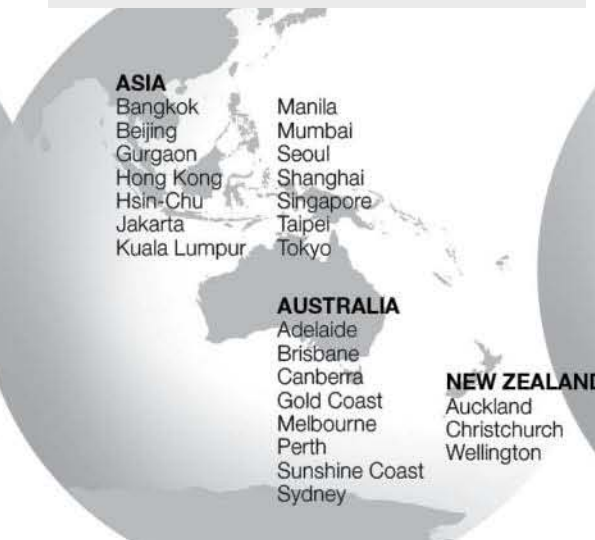 ASIA
Bangkok
Beijing
Gurgaon
Hong Kong
Hsin-Chu
Jakarta
Kuala Lumpur
Manila
Mumbai
Seoul
Shanghai
Singapore
Taipei
Tokyo
AUSTRALIA
Adelaide
Brisbane
Canberra
Gold Coast
Melbourne
Perth
Sunshine Coast
Sydney
NEW ZEALAND
Auckland
Christchurch
Wellington